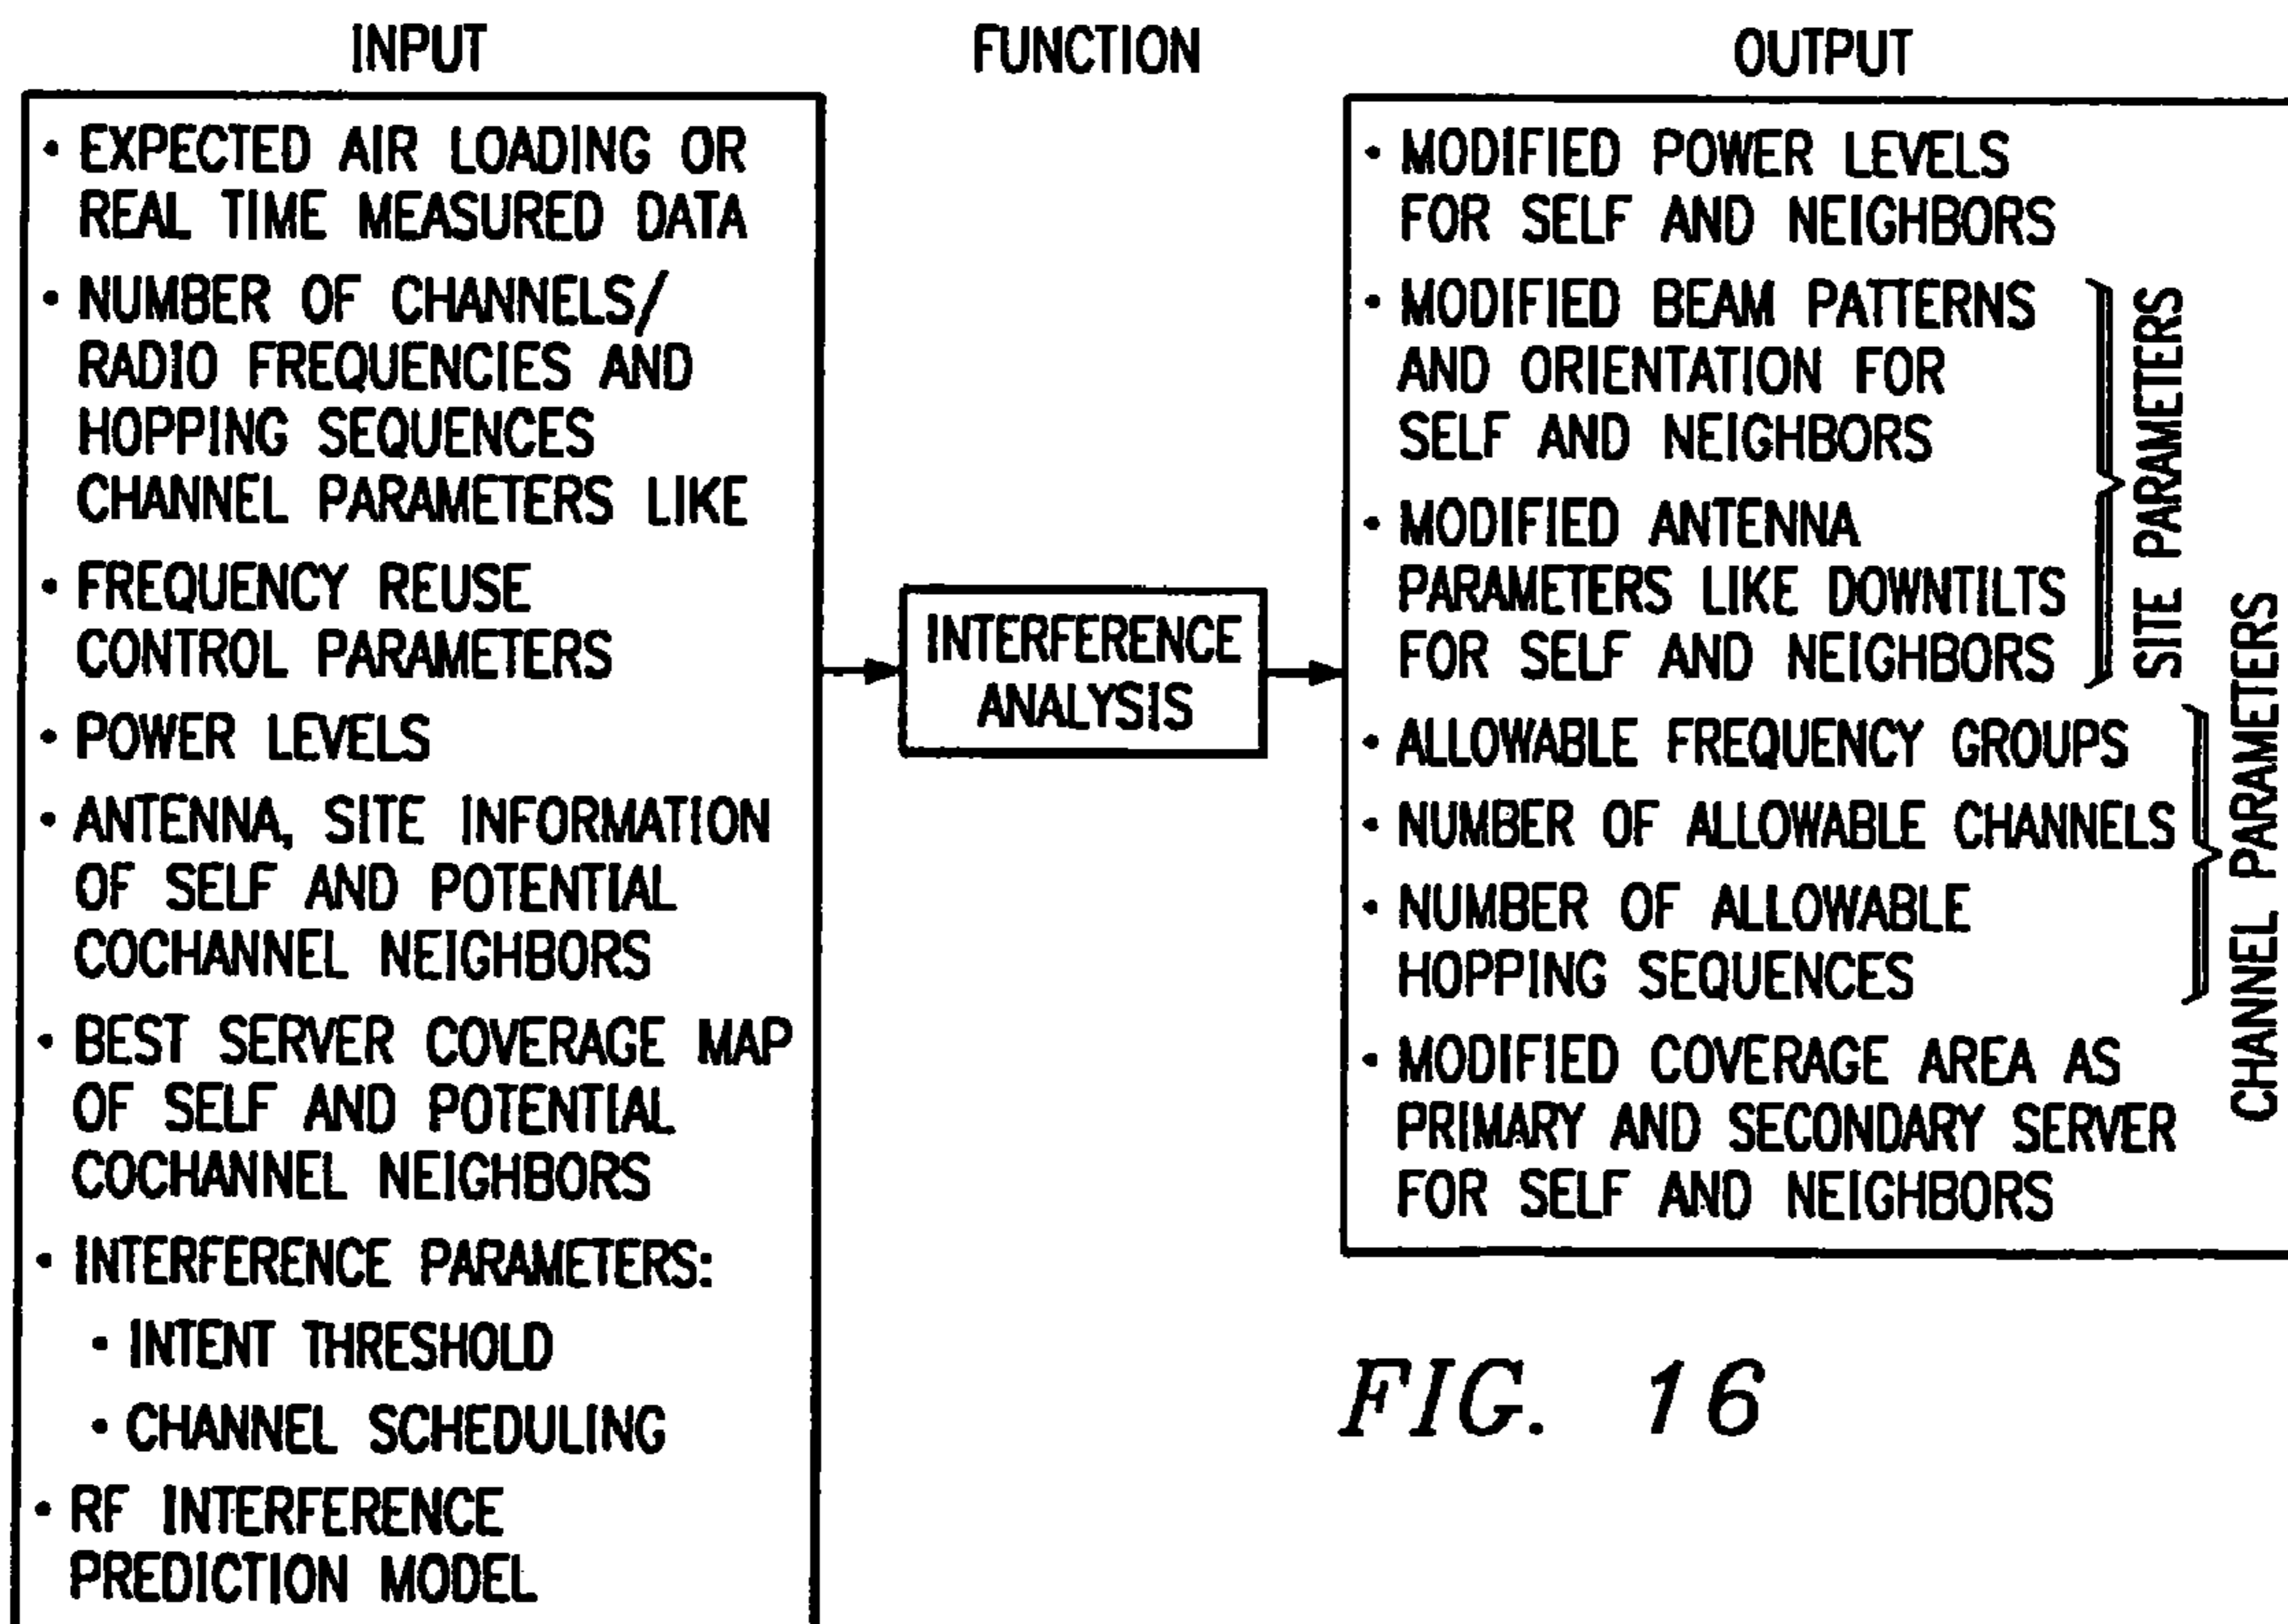 INPUT
• EXPECTED AIR LOADING OR
REAL TIME MEASURED DATA
• NUMBER OF CHANNELS/
RADIO FREQUENCIES AND
HOPPING SEQUENCES
CHANNEL PARAMETERS LIKE
• FREQUENCY REUSE
CONTROL PARAMETERS
• POWER LEVELS
• ANTENNA, SITE INFORMATION
OF SELF AND POTENTIAL
COCHANNEL NEIGHBORS
• BEST SERVER COVERAGE MAP
OF SELF AND POTENTIAL
COCHANNEL NEIGHBORS
• INTERFERENCE PARAMETERS:
• INTENT THRESHOLD
• CHANNEL SCHEDULING
• RF INTERFERENCE
PREDICTION MODEL
FUNCTION
INTERFERENCE
ANALYSIS
OUTPUT
• MODIFIED POWER LEVELS
FOR SELF AND NEIGHBORS
• MODIFIED BEAM PATTERNS
AND ORIENTATION FOR
SELF AND NEIGHBORS
• MODIFIED ANTENNA
PARAMETERS LIKE DOWNTILTS
FOR SELF AND NEIGHBORS
SITE PARAMETERS
• ALLOWABLE FREQUENCY GROUPS
• NUMBER OF ALLOWABLE CHANNELS
• NUMBER OF ALLOWABLE
HOPPING SEQUENCES
CHANNEL PARAMETERS
• MODIFIED COVERAGE AREA AS
PRIMARY AND SECONDARY SERVER
FOR SELF AND NEIGHBORS
FIG. 16